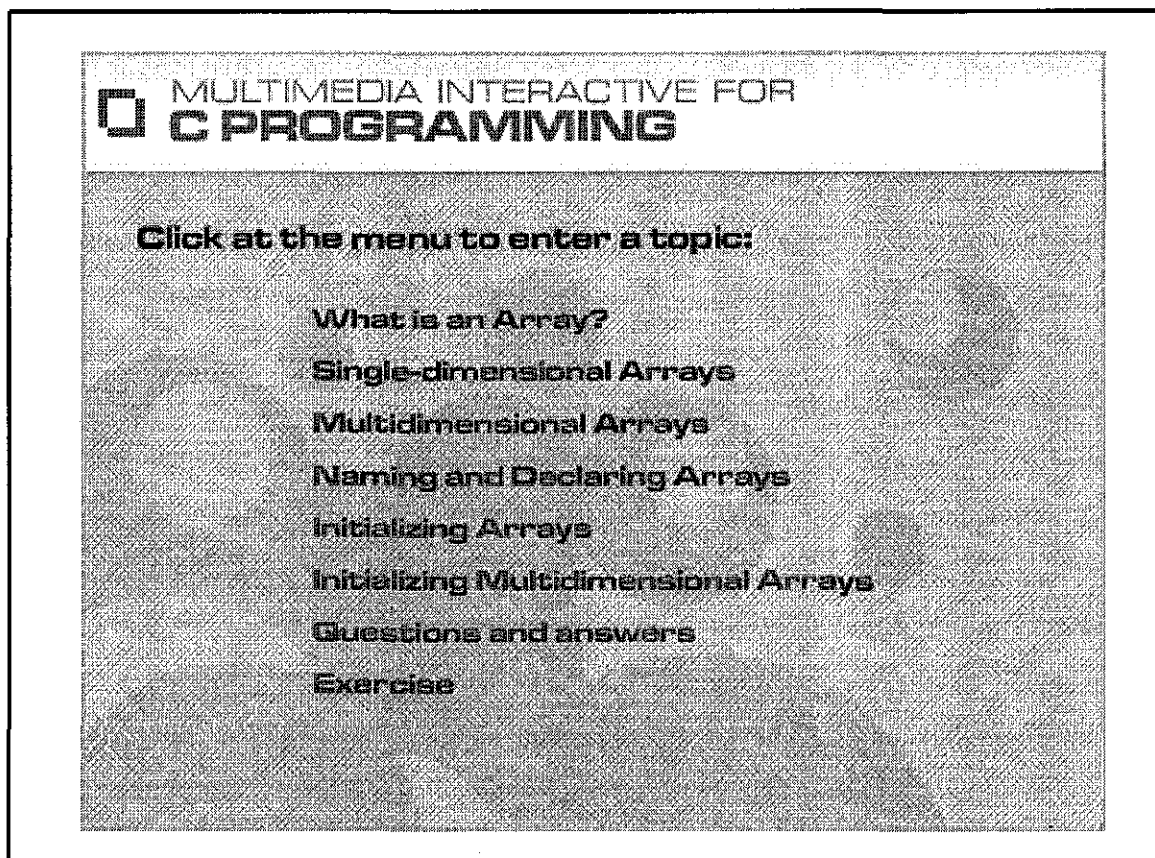 MULTIMEDIA INTERACTIVE FOR
C PROGRAMMING
Click at the menu to enter a topic:
What is an Array?
Single-dimensional Arrays
Multidimensional Arrays
Naming and Declaring Arrays
Initializing Arrays
Initializing Multidimensional Arrays
Questions and answers
Exercise